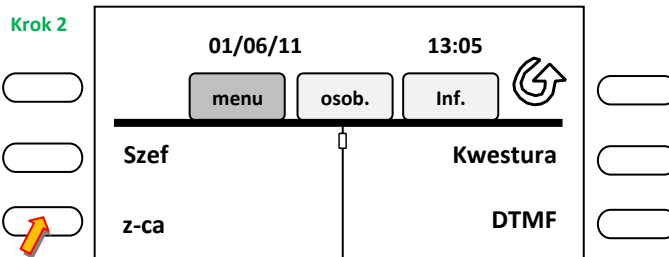 Krok 2
01/06/11 13:05
menu osob. Inf.
Szef Kwestura
z-ca DTMF